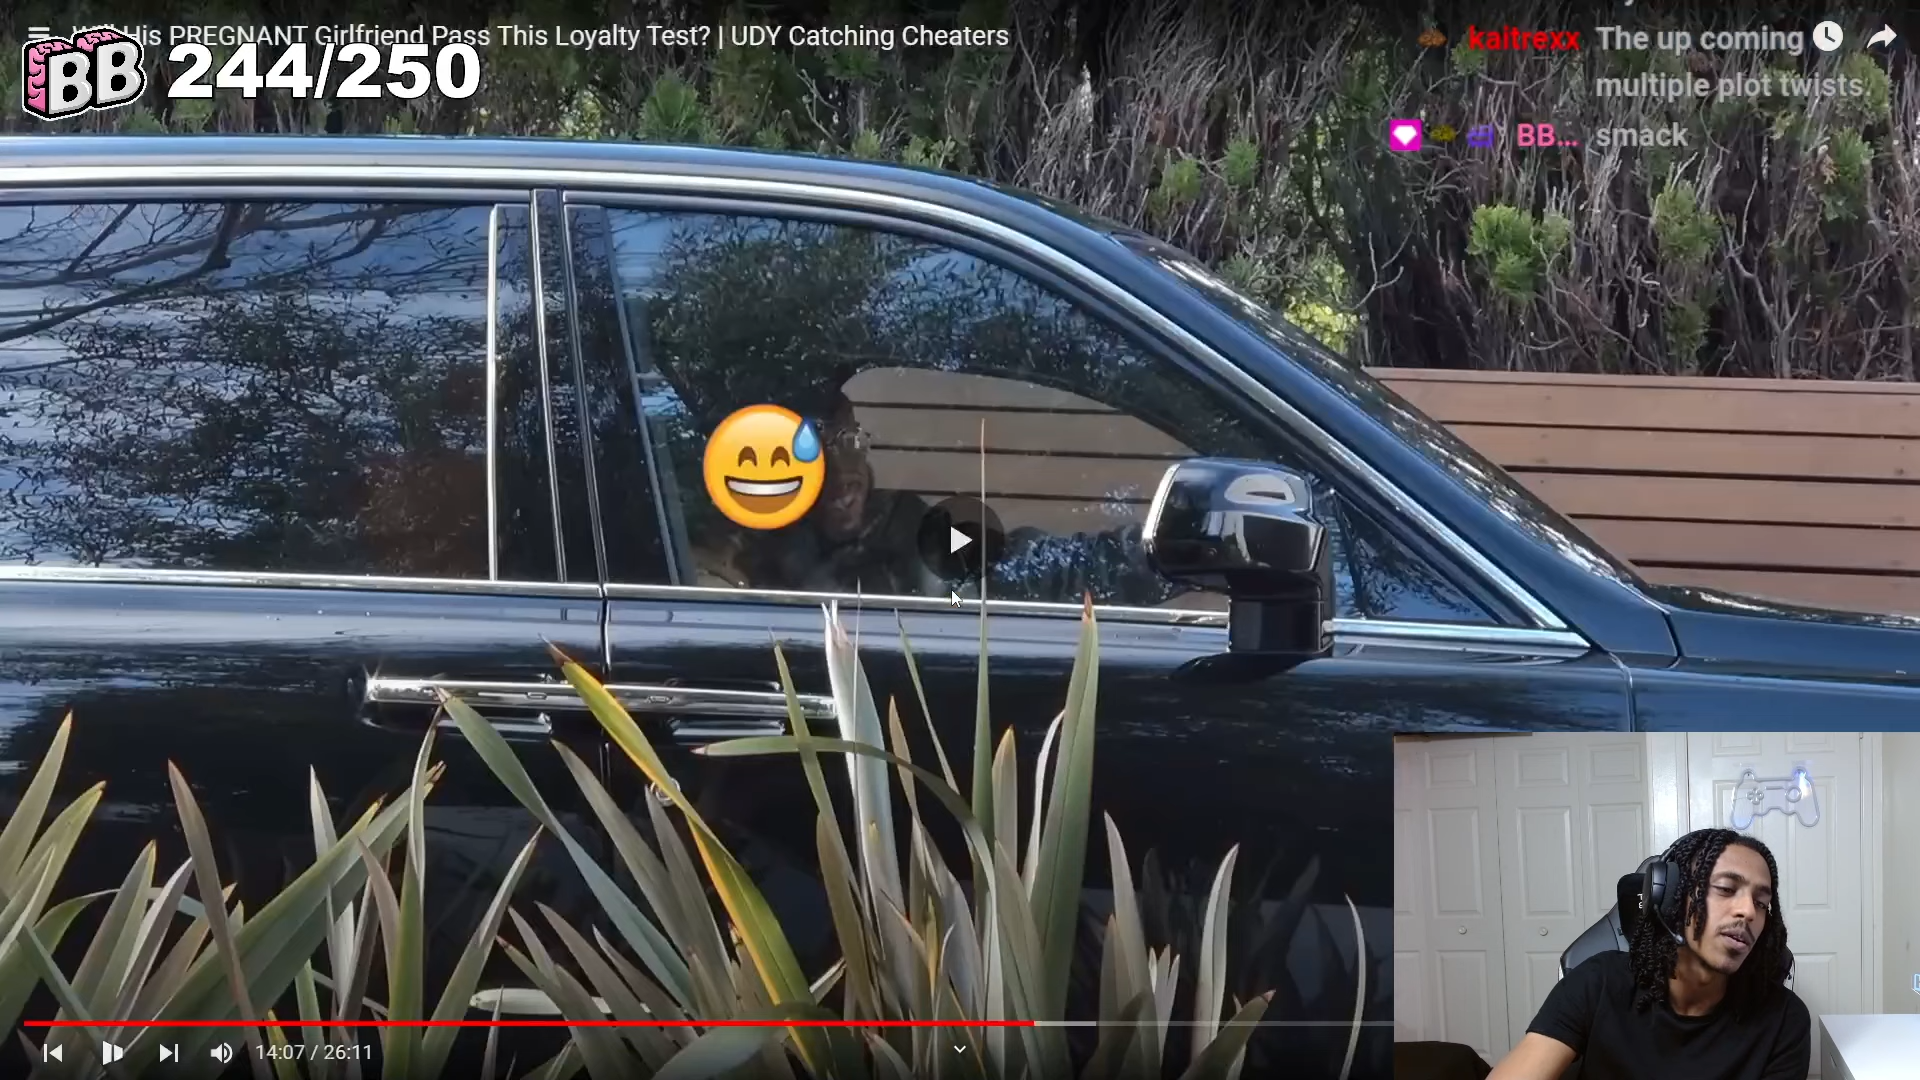 His PREGNANT Girlfriend Pass This Loyalty Test? | UDY Catching Cheaters
BB 244/250
kaitrexx The up coming
multiple plot twists.
BB... smack
14:07 / 26:11